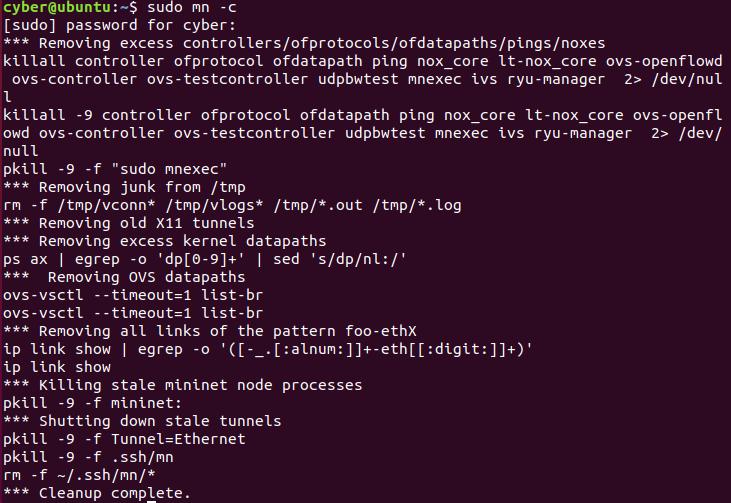 cyber@ubuntu:~$ sudo mn -c
[sudo] password for cyber:
*** Removing excess controllers/ofprotocols/ofdatapaths/pings/noxes
killall controller ofprotocol ofdatapath ping nox_core lt-nox_core ovs-openflowd
 ovs-controller ovs-testcontroller udpbwtest mnexec ivs ryu-manager  2> /dev/nul
l
killall -9 controller ofprotocol ofdatapath ping nox_core lt-nox_core ovs-openfl
owd ovs-controller ovs-testcontroller udpbwtest mnexec ivs ryu-manager  2> /dev/
null
pkill -9 -f "sudo mnexec"
*** Removing junk from /tmp
rm -f /tmp/vconn* /tmp/vlogs* /tmp/*.out /tmp/*.log
*** Removing old X11 tunnels
*** Removing excess kernel datapaths
ps ax | egrep -o 'dp[0-9]+' | sed 's/dp/nl:/'
***  Removing OVS datapaths
ovs-vsctl --timeout=1 list-br
ovs-vsctl --timeout=1 list-br
*** Removing all links of the pattern foo-ethX
ip link show | egrep -o '([-_.[:alnum:]]+-eth[[:digit:]]+)'
ip link show
*** Killing stale mininet node processes
pkill -9 -f mininet:
*** Shutting down stale tunnels
pkill -9 -f Tunnel=Ethernet
pkill -9 -f .ssh/mn
rm -f ~/.ssh/mn/*
*** Cleanup complete.